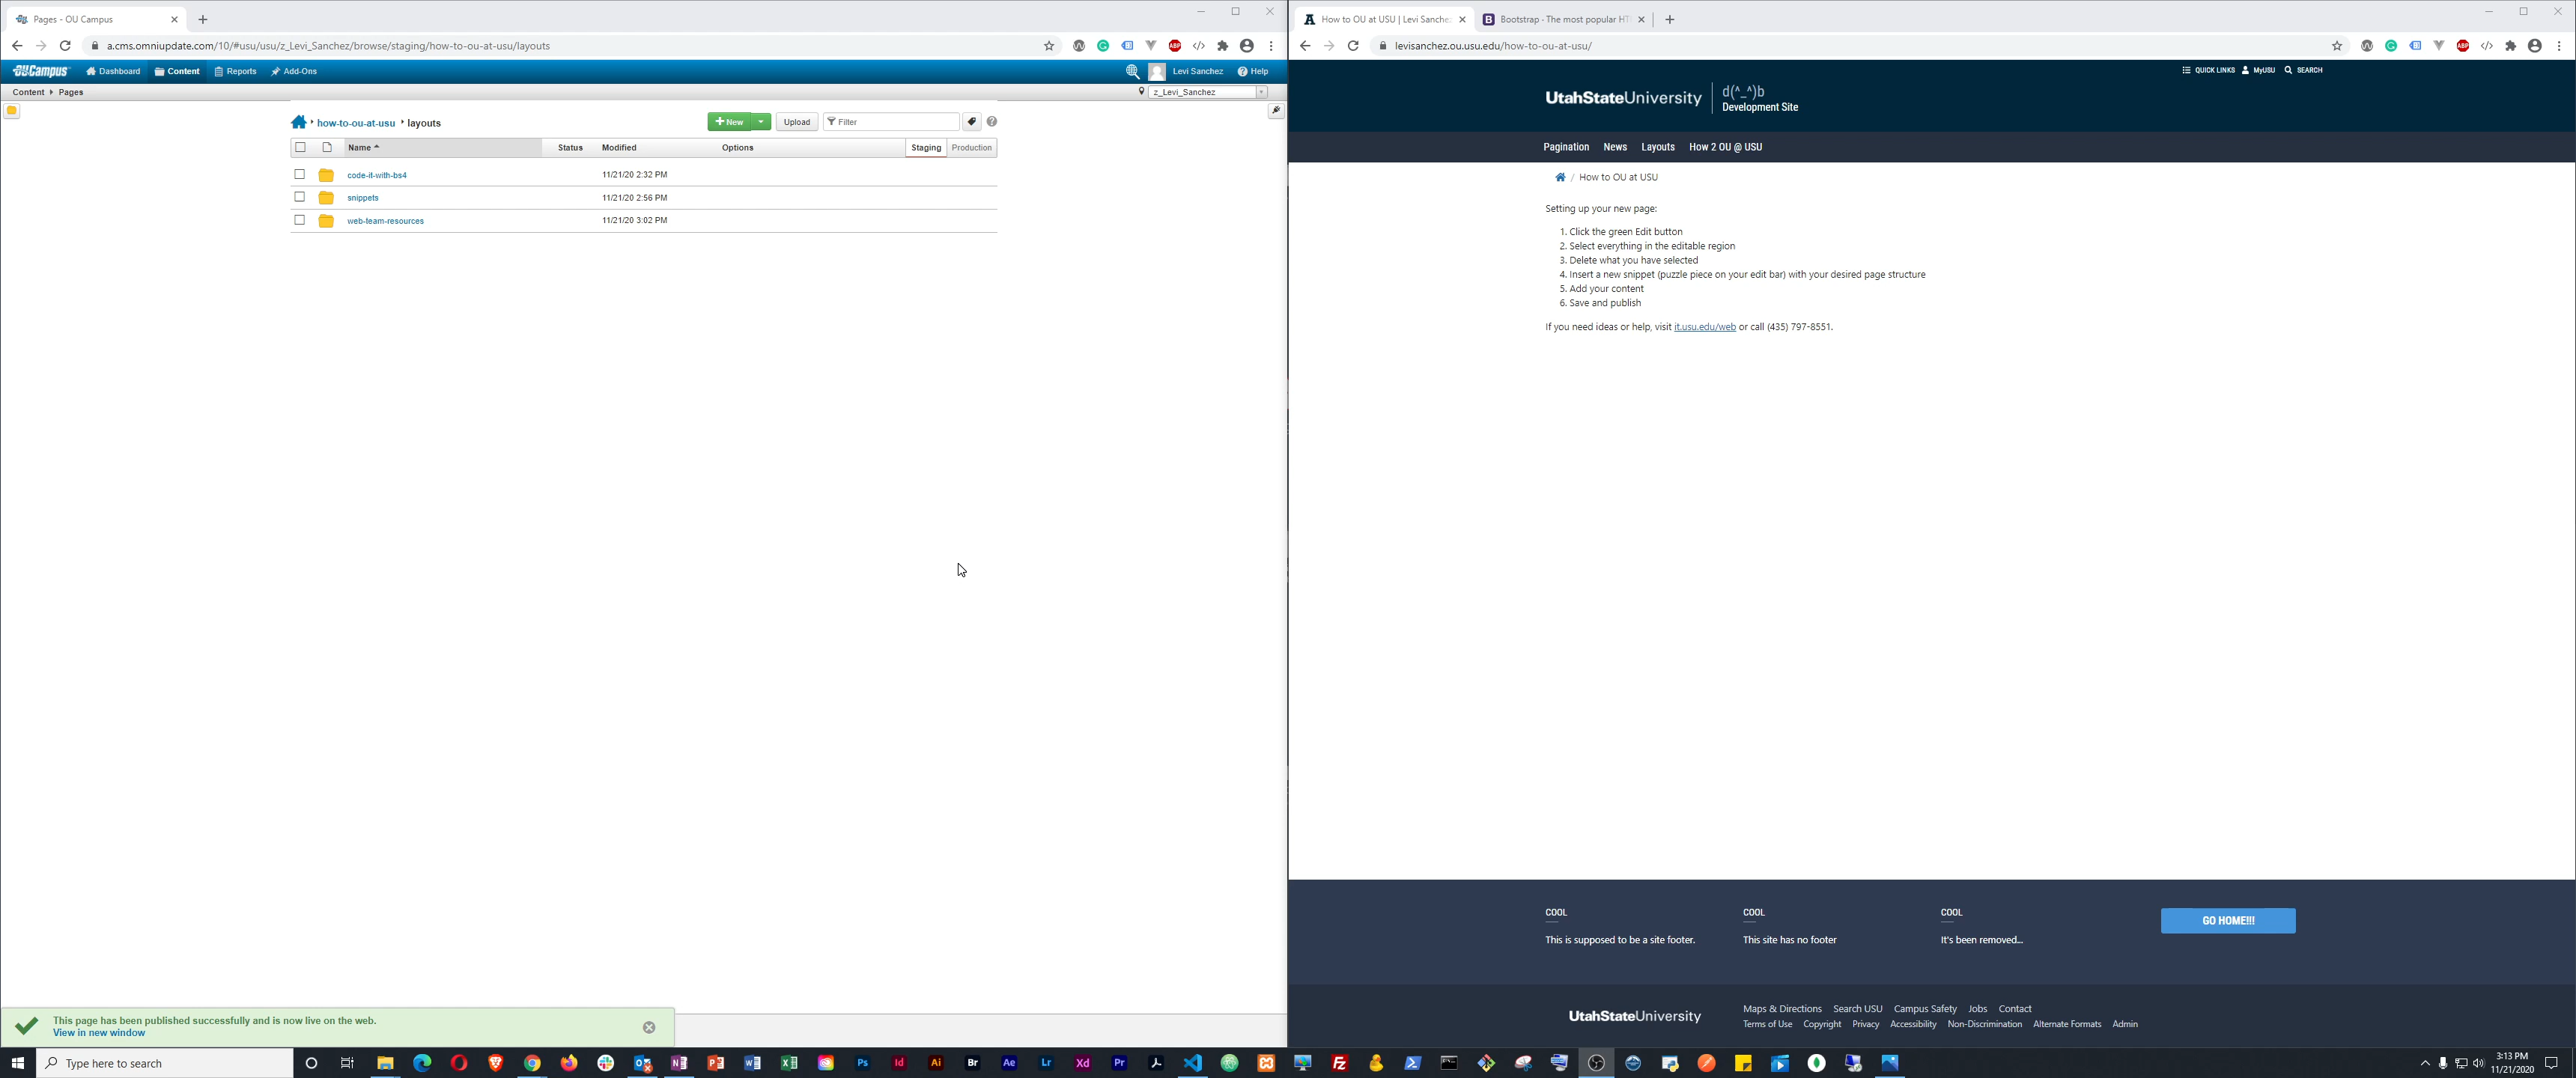 Pages - OU Campus
a.cms.omniupdate.com/10/#usu/usu/z_Levi_Sanchez/browse/staging/how-to-ou-at-usu/layouts
OUCampus Dashboard Content Reports Add-Ons Levi Sanchez Help
Content Pages z_Levi_Sanchez
how-to-ou-at-usu layouts New Upload Filter
Name Status Modified Options Staging Production
code-it-with-bs4 11/21/20 2:32 PM
snippets 11/21/20 2:56 PM
web-team-resources 11/21/20 3:02 PM
This page has been published successfully and is now live on the web.
View in new window
How to OU at USU | Levi Sanche
Bootstrap · The most popular HT
levisanchez.ou.usu.edu/how-to-ou-at-usu/
QUICK LINKS MyUSU SEARCH
UtahStateUniversity
d(^_^)b
Development Site
Pagination News Layouts How 2 OU @ USU
/ How to OU at USU
Setting up your new page:
1. Click the green Edit button
2. Select everything in the editable region
3. Delete what you have selected
4. Insert a new snippet (puzzle piece on your edit bar) with your desired page structure
5. Add your content
6. Save and publish
If you need ideas or help, visit it.usu.edu/web or call (435) 797-8551.
COOL COOL COOL
GO HOME!!!
This is supposed to be a site footer. This site has no footer It's been removed...
UtahStateUniversity
Maps & Directions Search USU Campus Safety Jobs Contact
Terms of Use Copyright Privacy Accessibility Non-Discrimination Alternate Formats Admin
Type here to search
Ps Id Ai Br Ae Lr Xd Pr
3:13 PM
11/21/2020